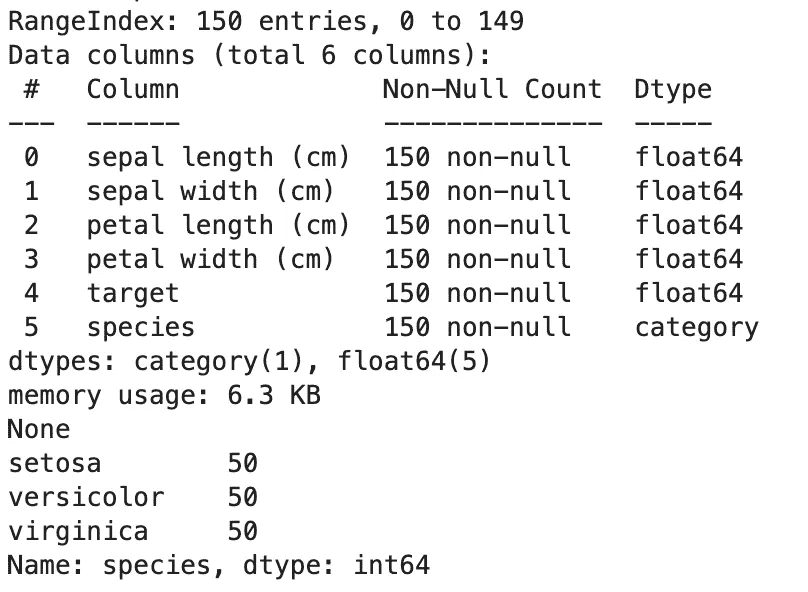 RangeIndex: 150 entries, 0 to 149
Data columns (total 6 columns):
 #   Column             Non-Null Count  Dtype
---  ------             --------------  -----
 0   sepal length (cm)  150 non-null    float64
 1   sepal width (cm)   150 non-null    float64
 2   petal length (cm)  150 non-null    float64
 3   petal width (cm)   150 non-null    float64
 4   target             150 non-null    float64
 5   species            150 non-null    category
dtypes: category(1), float64(5)
memory usage: 6.3 KB
None
setosa        50
versicolor    50
virginica     50
Name: species, dtype: int64